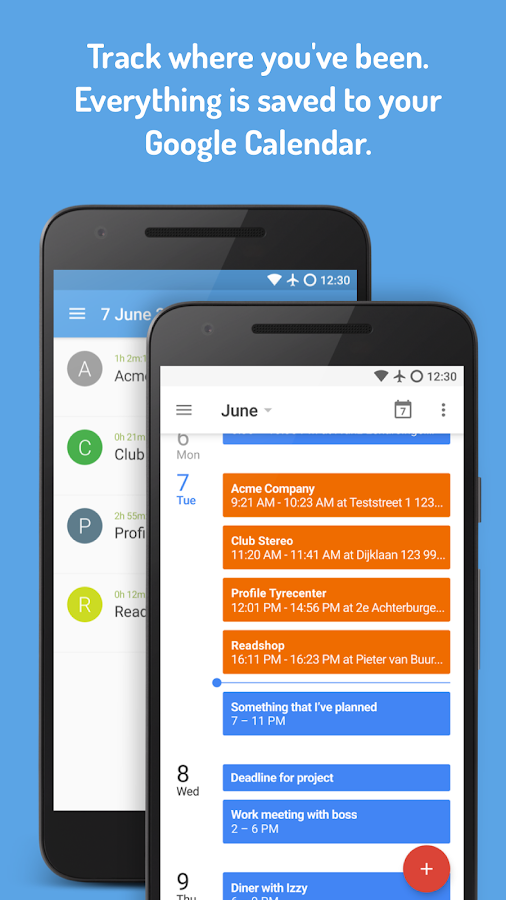 Track where you've been.
Everything is saved to your
Google Calendar.
12:30
7 June
A
1h 2m
Acme
C
0h 21m
Club
P
2h 55m
Profi
R
0h 12m
Read
12:30
June
7
6
Mon
7
Tue
Acme Company
9:21 AM - 10:23 AM at Teststreet 1 123...
Club Stereo
11:20 AM - 11:41 AM at Dijklaan 123 99...
Profile Tyrecenter
12:01 PM - 14:56 PM at 2e Achterburge...
Readshop
16:11 PM - 16:23 PM at Pieter van Buur...
Something that I've planned
7 – 11 PM
8
Wed
Deadline for project
Work meeting with boss
2 – 6 PM
9
Thu
Diner with Izzy
+